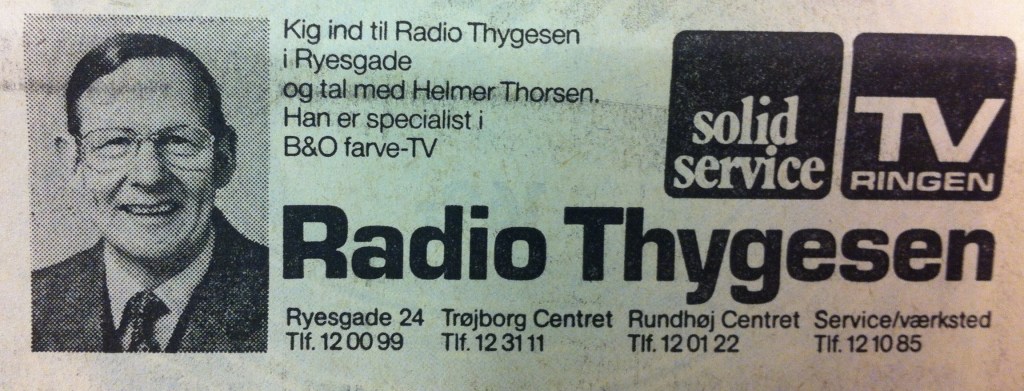 Kig ind til Radio Thygesen
i Ryesgade
og tal med Helmer Thorsen.
Han er specialist i
B&O farve-TV
solid
service
TV
RINGEN
Radio Thygesen
Ryesgade 24 Trøjborg Centret Rundhøj Centret Service/værksted
Tlf. 12 00 99 Tlf. 12 31 11 Tlf. 12 01 22 Tlf. 12 10 85